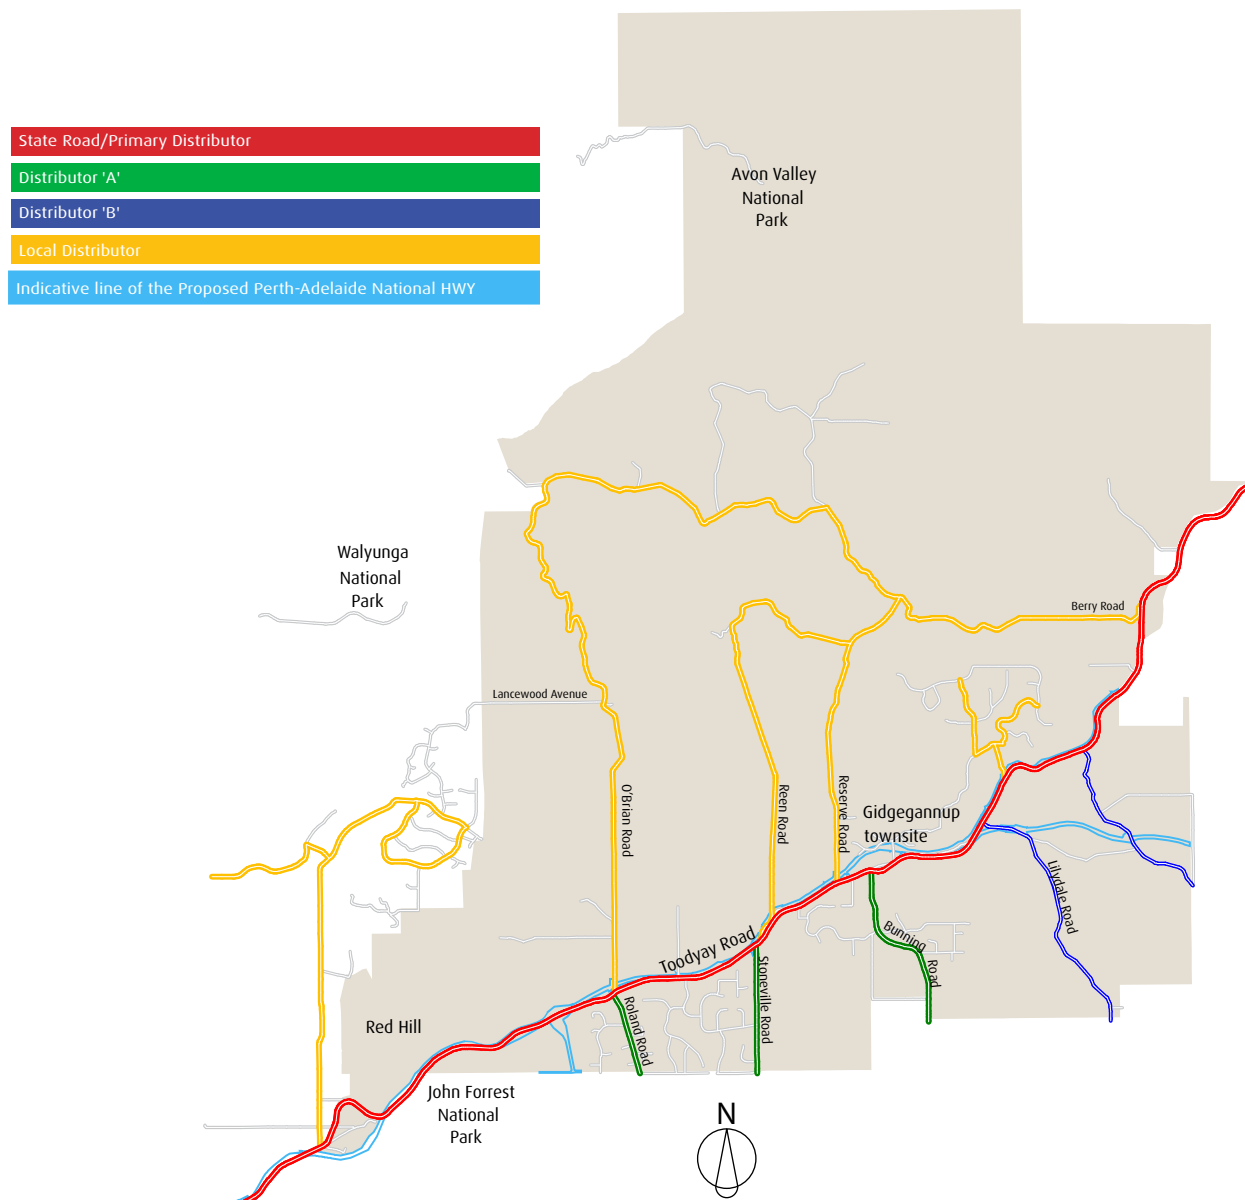 State Road/Primary Distributor
Distributor 'A'
Distributor 'B'
Local Distributor
Indicative line of the Proposed Perth-Adelaide National HWY
Avon Valley
National
Park
Walyunga
National
Park
Berry Road
Lancewood Avenue
O'Brian Road
Reen Road
Reserve Road
Gidgegannup
townsite
Lilydale Road
Bunning
Road
Toodyay Road
Stoneville Road
Roland Road
Red Hill
John Forrest
National
Park
N